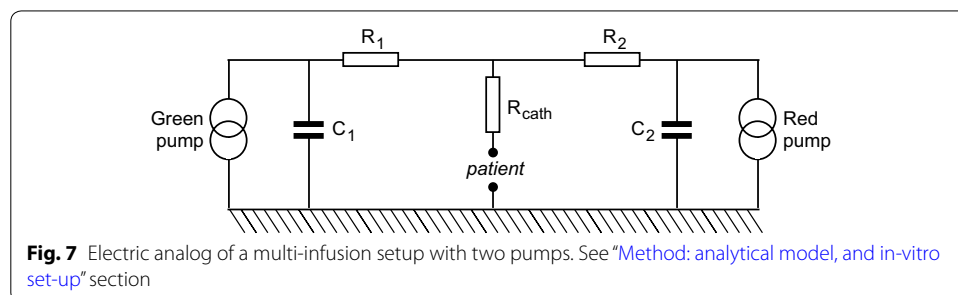 R1
R2
Green
pump
C1
Rcath
C2
Red
pump
patient
Fig. 7 Electric analog of a multi-infusion setup with two pumps. See “Method: analytical model, and in-vitro
set-up” section